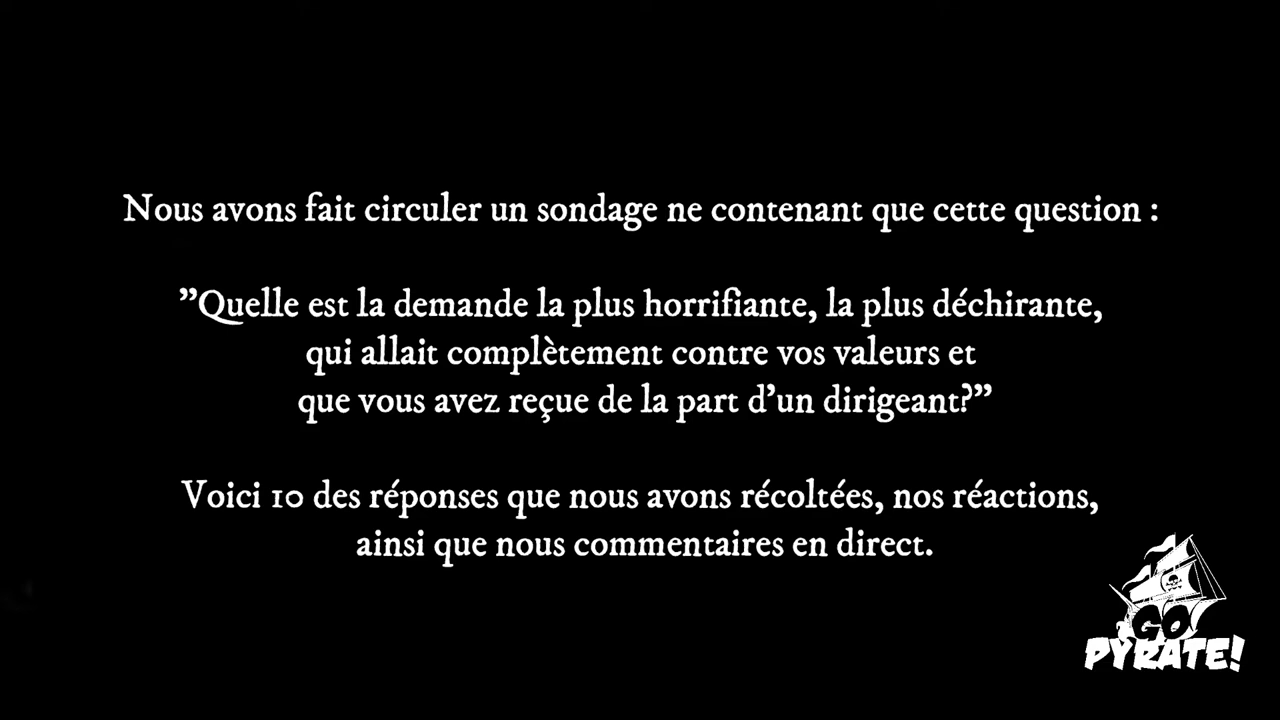 Nous avons fait circuler un sondage ne contenant que cette question :
"Quelle est la demande la plus horrifiante, la plus déchirante,
qui allait complètement contre vos valeurs et
que vous avez reçue de la part d'un dirigeant?"
Voici 10 des réponses que nous avons récoltées, nos réactions,
ainsi que nous commentaires en direct.
GO
PYRATE!